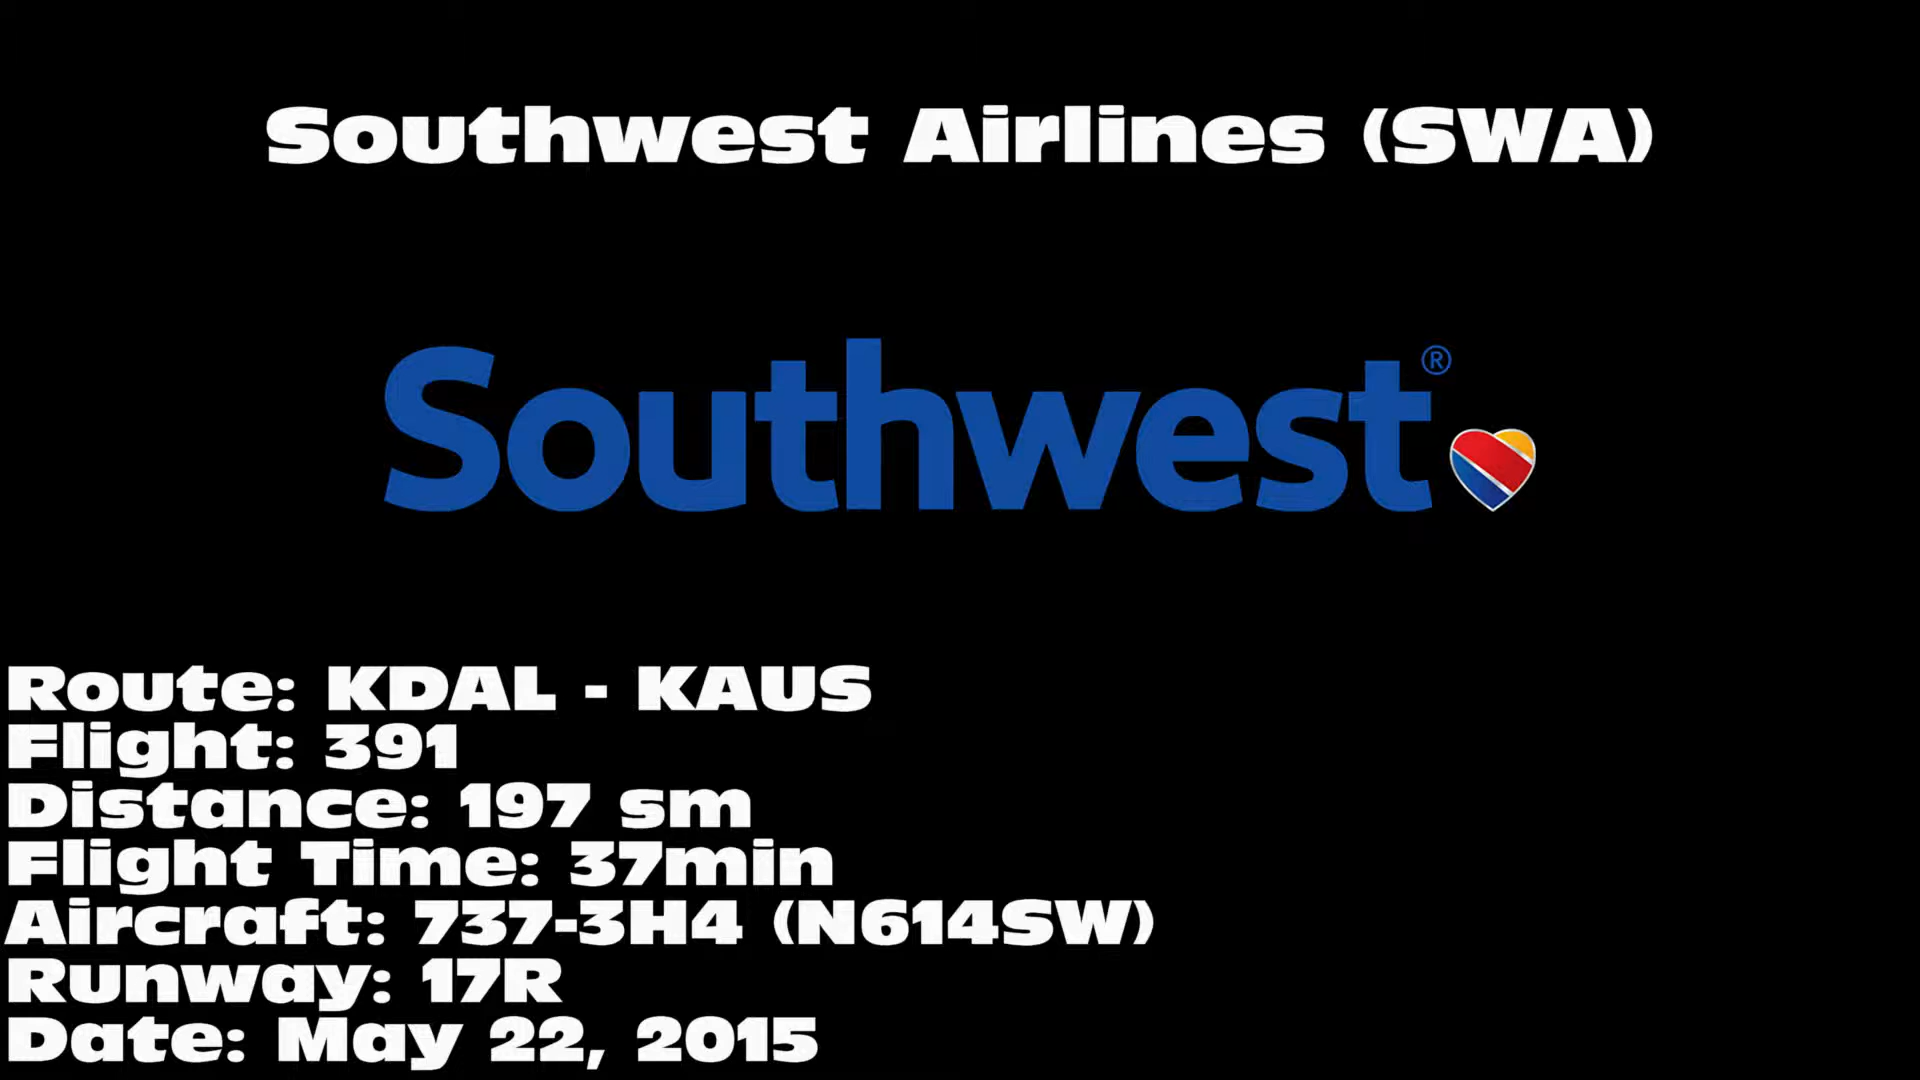 Southwest Airlines (SWA)
Southwest®
Route: KDAL - KAUS
Flight: 391
Distance: 197 sm
Flight Time: 37min
Aircraft: 737-3H4 (N614SW)
Runway: 17R
Date: May 22, 2015